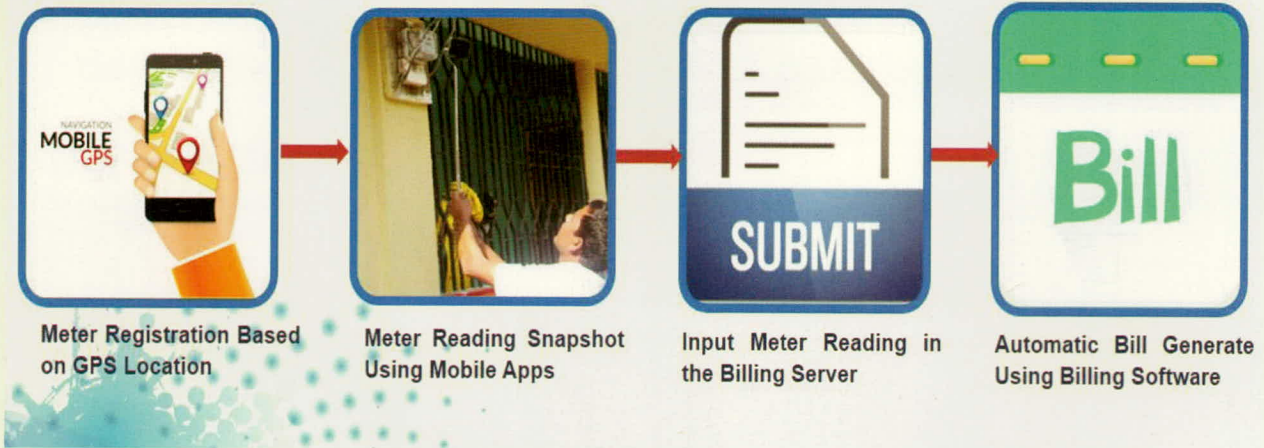 NAVIGATION
MOBILE
GPS
SUBMIT
Bill
Meter Registration Based
on GPS Location
Meter Reading Snapshot
Using Mobile Apps
Input Meter Reading in
the Billing Server
Automatic Bill Generate
Using Billing Software